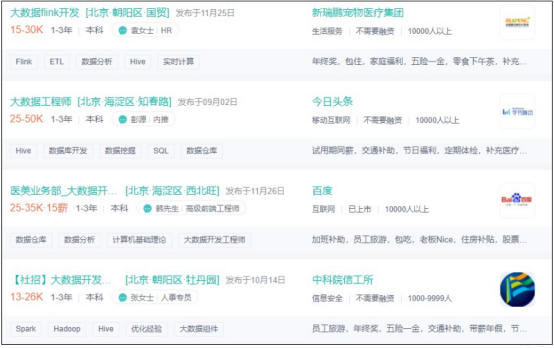 大数据flink开发 [北京·朝阳区·国贸] 发布于11月25日
新瑞鹏宠物医疗集团
15-30K 1-3年 | 本科 袁女士 | HR
生活服务 | 不需要融资 | 10000人以上
Flink ETL 数据分析 Hive 实时计算
年终奖，包住，家庭福利，五险一金，零食下午茶，补充...
大数据工程师 [北京·海淀区·知春路] 发布于09月02日
今日头条
25-50K 1-3年 | 本科 彭源 | 内推
移动互联网 | 不需要融资 | 10000人以上
字节跳动
Hive 数据库开发 数据挖掘 SQL 数据仓库
试用期同薪，交通补助，节日福利，定期体检，补充医疗...
医美业务部_大数据开... [北京·海淀区·西北旺] 发布于11月26日
百度
25-35K·15薪 1-3年 | 本科 韩先生 | 高级前端工程师
互联网 | 已上市 | 10000人以上
Bai 百度
数据仓库 数据分析 计算机基础理论 大数据开发工程师
加班补助，员工旅游，包吃，老板Nice，住房补贴，股票...
【社招】大数据开发... [北京·朝阳区·牡丹园] 发布于10月14日
中科院信工所
13-26K 1-3年 | 本科 张女士 | 人事专员
信息安全 | 不需要融资 | 1000-9999人
Spark Hadoop Hive 优化经验 大数据组件
员工旅游，年终奖，五险一金，交通补助，带薪年假，节...